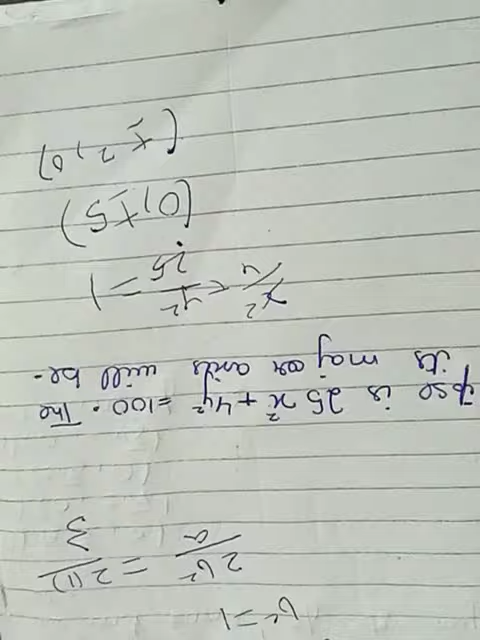 b² = 1
2b²/a = 2(1)/3
pse is 25x² + 4y² = 100. The
its major axis will be -
x²/4 + y²/25 = 1
(0, ±5)
(±2, 0)